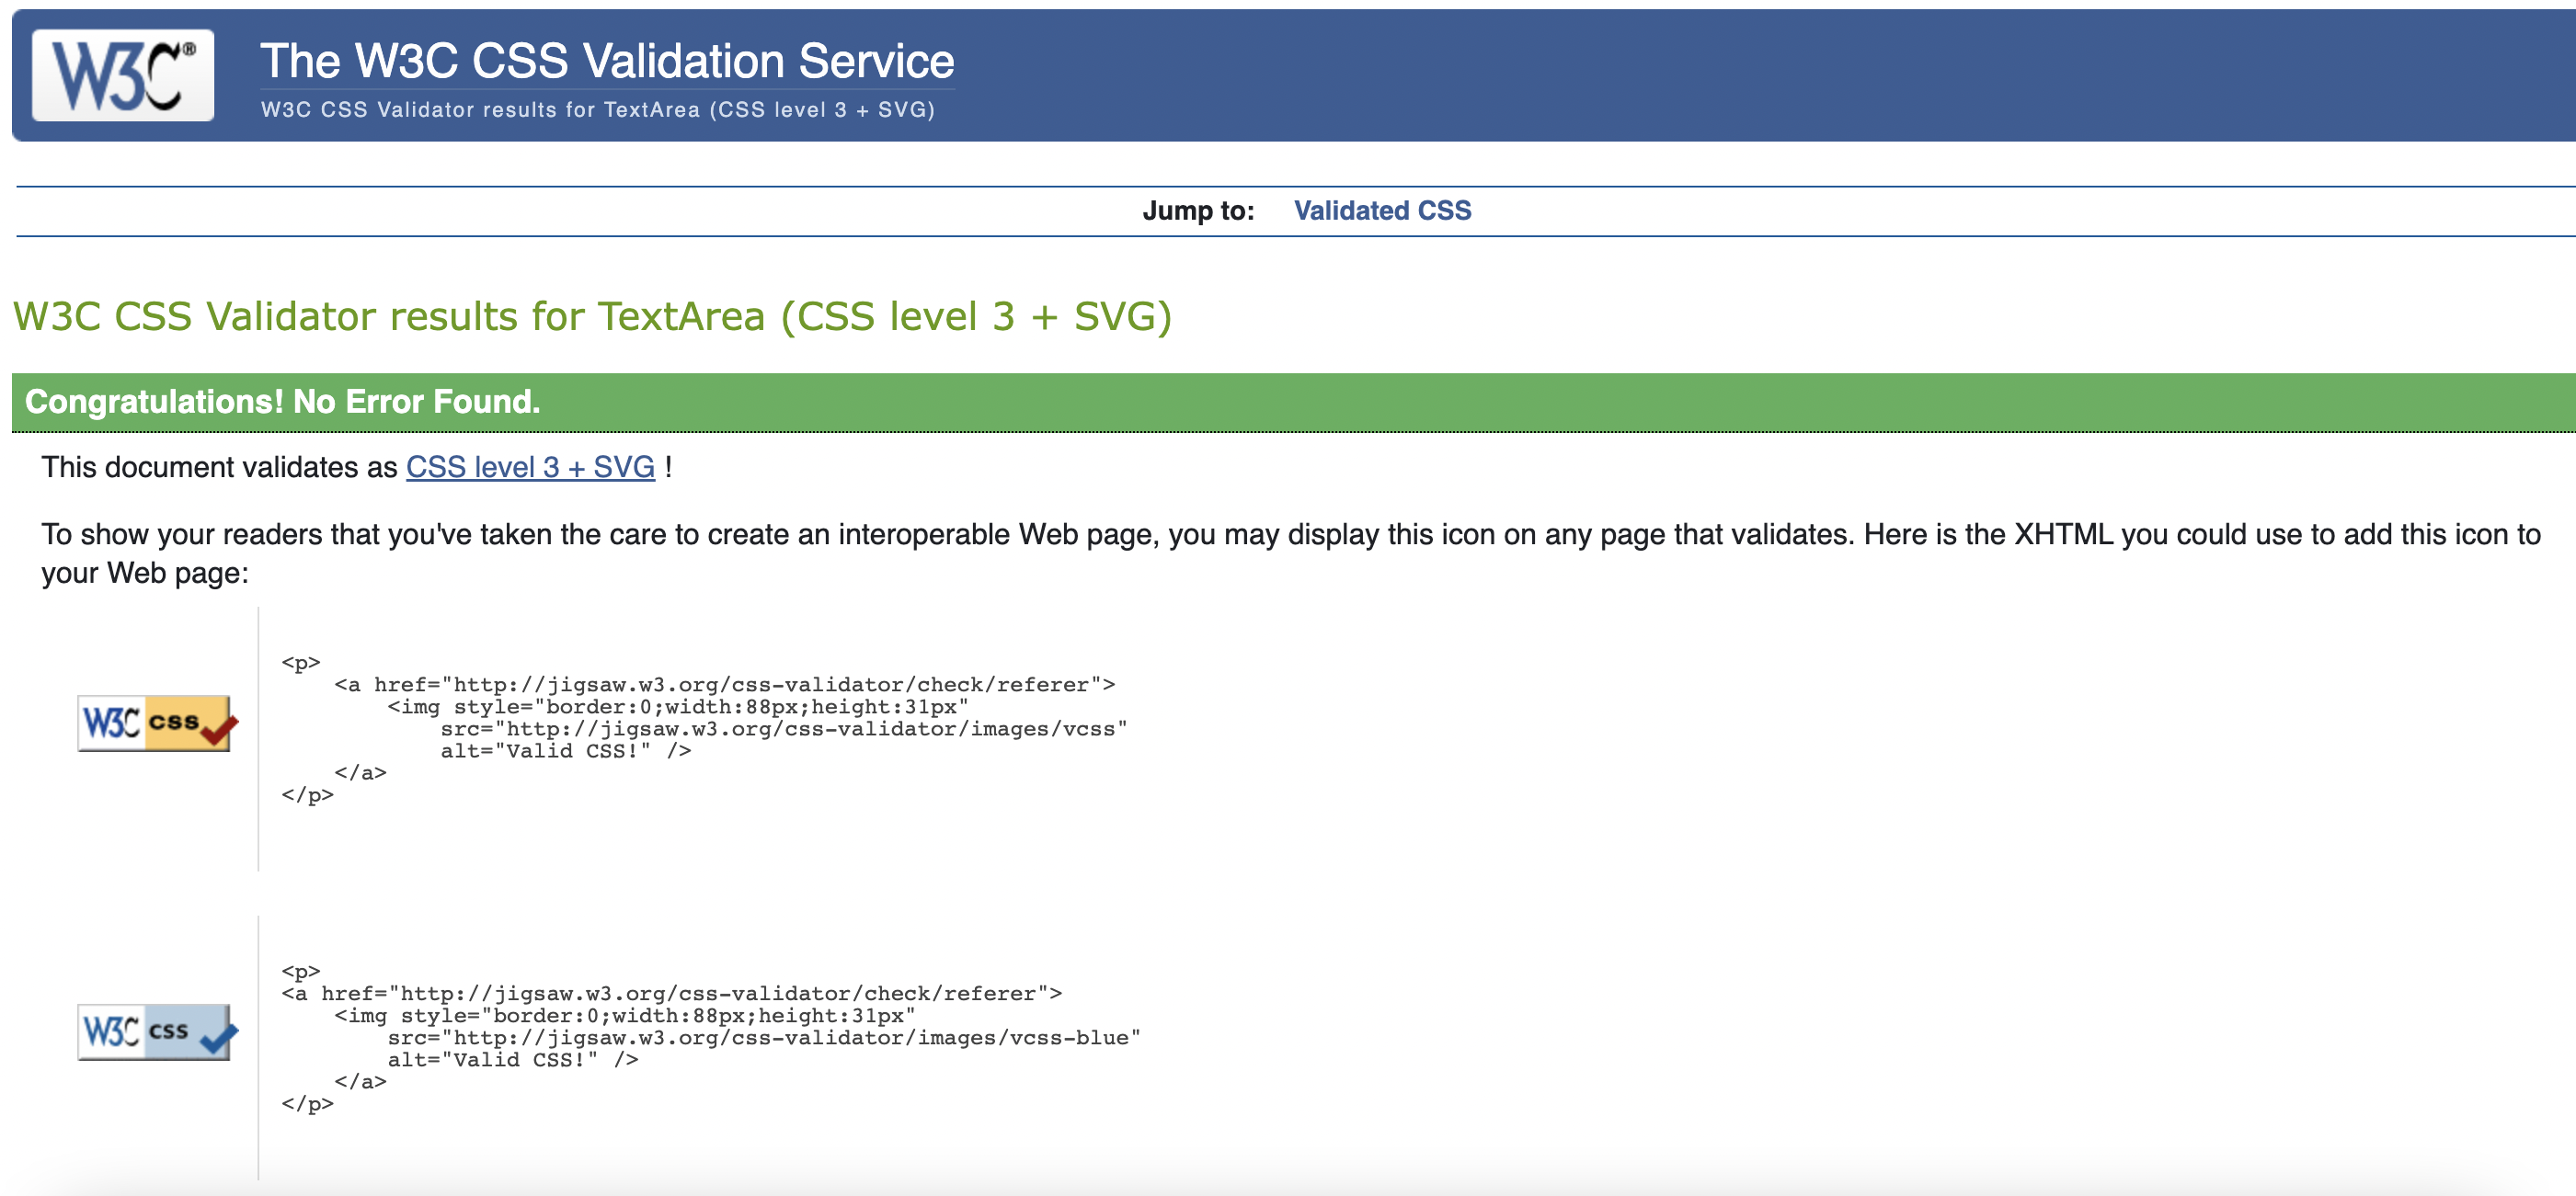 W3C®
The W3C CSS Validation Service
W3C CSS Validator results for TextArea (CSS level 3 + SVG)
Jump to: Validated CSS
W3C CSS Validator results for TextArea (CSS level 3 + SVG)
Congratulations! No Error Found.
This document validates as CSS level 3 + SVG !
To show your readers that you've taken the care to create an interoperable Web page, you may display this icon on any page that validates. Here is the XHTML you could use to add this icon to
your Web page:
W3C css
<p>
    <a href="http://jigsaw.w3.org/css-validator/check/referer">
        <img style="border:0;width:88px;height:31px"
            src="http://jigsaw.w3.org/css-validator/images/vcss"
            alt="Valid CSS!" />
    </a>
</p>
W3C css
<p>
<a href="http://jigsaw.w3.org/css-validator/check/referer">
    <img style="border:0;width:88px;height:31px"
        src="http://jigsaw.w3.org/css-validator/images/vcss-blue"
        alt="Valid CSS!" />
    </a>
</p>